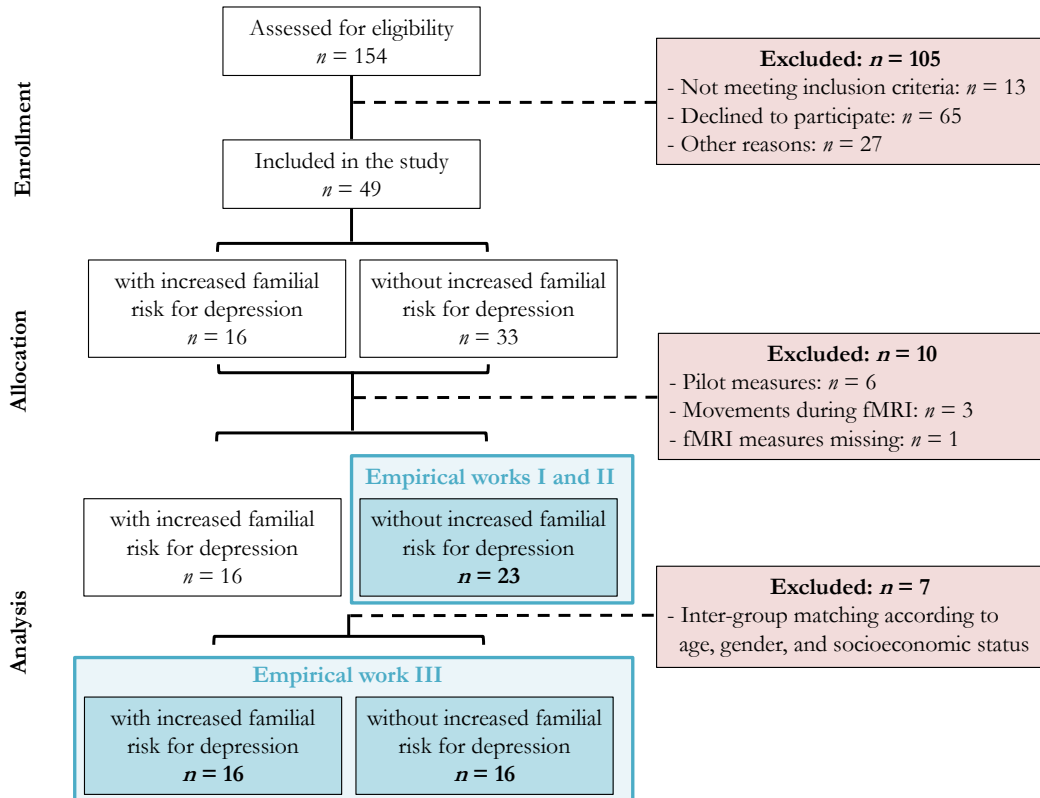 Assessed for eligibility
n = 154
Excluded: n = 105
- Not meeting inclusion criteria: n = 13
- Declined to participate: n = 65
- Other reasons: n = 27
Enrollment
Included in the study
n = 49
with increased familial
risk for depression
n = 16
without increased familial
risk for depression
n = 33
Allocation
Excluded: n = 10
- Pilot measures: n = 6
- Movements during fMRI: n = 3
- fMRI measures missing: n = 1
Empirical works I and II
with increased familial
risk for depression
n = 16
without increased familial
risk for depression
n = 23
Analysis
Excluded: n = 7
- Inter-group matching according to
age, gender, and socioeconomic status
Empirical work III
with increased familial
risk for depression
n = 16
without increased familial
risk for depression
n = 16